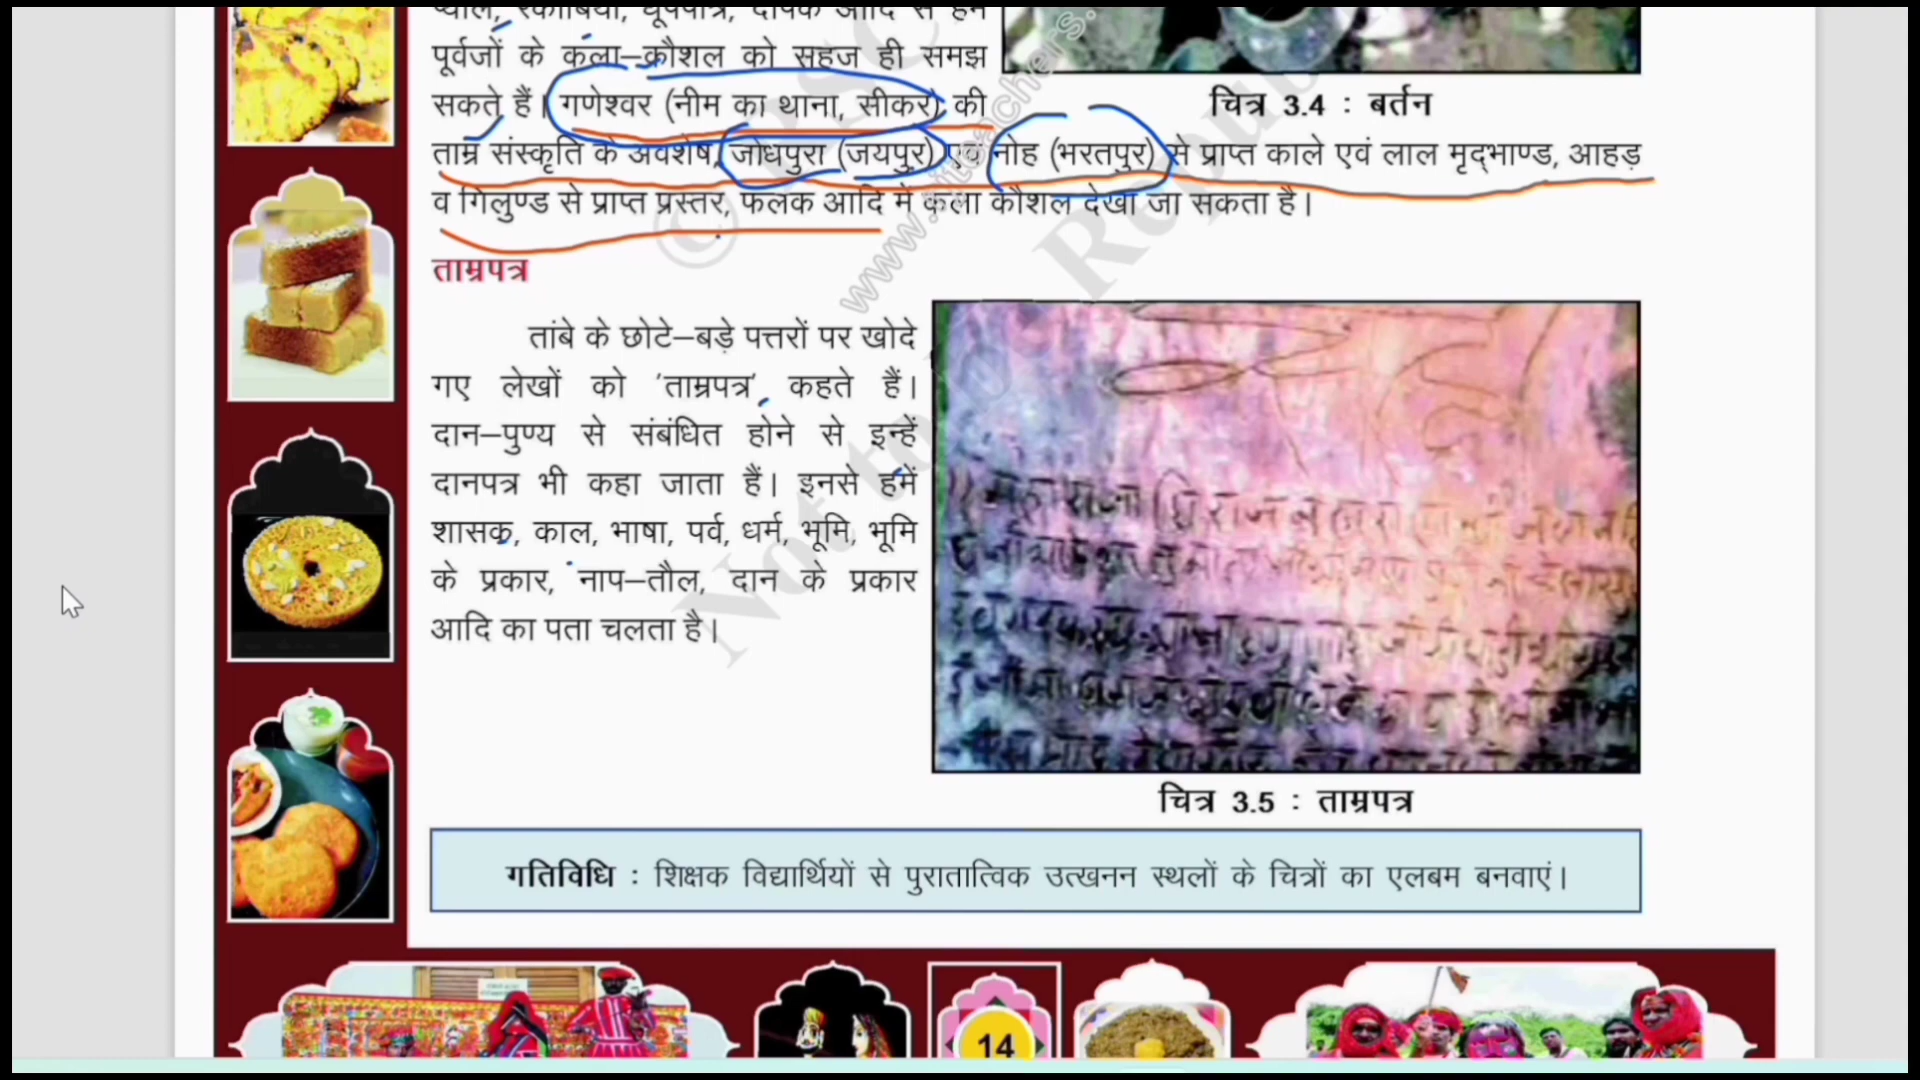 पूर्वजों के कला–कौशल को सहज ही समझ
सकते हैं। गणेश्वर (नीम का थाना, सीकर) की
ताम्र संस्कृति के अवशेष, जोधपुरा (जयपुर) एवं नोह (भरतपुर) से प्राप्त काले एवं लाल मृद्भाण्ड, आहड़
व गिलुण्ड से प्राप्त प्रस्तर, फलक आदि में कला कौशल देखा जा सकता है।
चित्र 3.4 : बर्तन
ताम्रपत्र
तांबे के छोटे–बड़े पत्तरों पर खोदे
गए लेखों को 'ताम्रपत्र' कहते हैं।
दान–पुण्य से संबंधित होने से इन्हें
दानपत्र भी कहा जाता हैं। इनसे हमें
शासक, काल, भाषा, पर्व, धर्म, भूमि, भूमि
के प्रकार, नाप–तौल, दान के प्रकार
आदि का पता चलता है।
चित्र 3.5 : ताम्रपत्र
गतिविधि : शिक्षक विद्यार्थियों से पुरातात्विक उत्खनन स्थलों के चित्रों का एलबम बनवाएं।
14